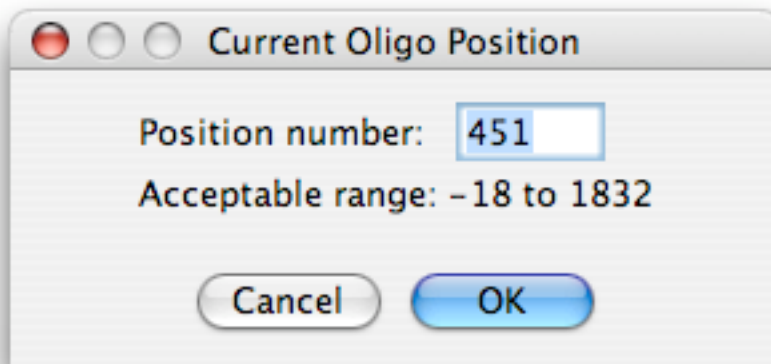 Current Oligo Position
Position number: 451
Acceptable range: -18 to 1832
Cancel OK